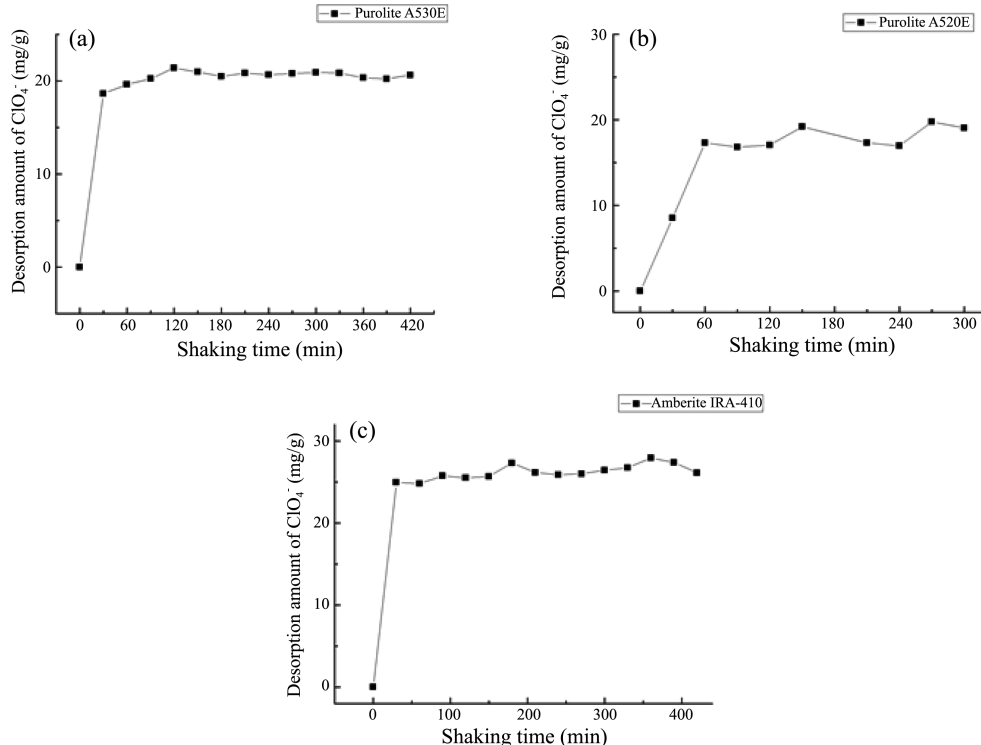 Purolite A530E
(a)
Desorption amount of ClO₄⁻ (mg/g)
20
10
0
0 60 120 180 240 300 360 420
Shaking time (min)
Purolite A520E
(b)
Desorption amount of ClO₄⁻ (mg/g)
30
20
10
0
0 60 120 180 240 300
Shaking time (min)
Amberite IRA-410
(c)
Desorption amount of ClO₄⁻ (mg/g)
30
20
10
0
0 100 200 300 400
Shaking time (min)